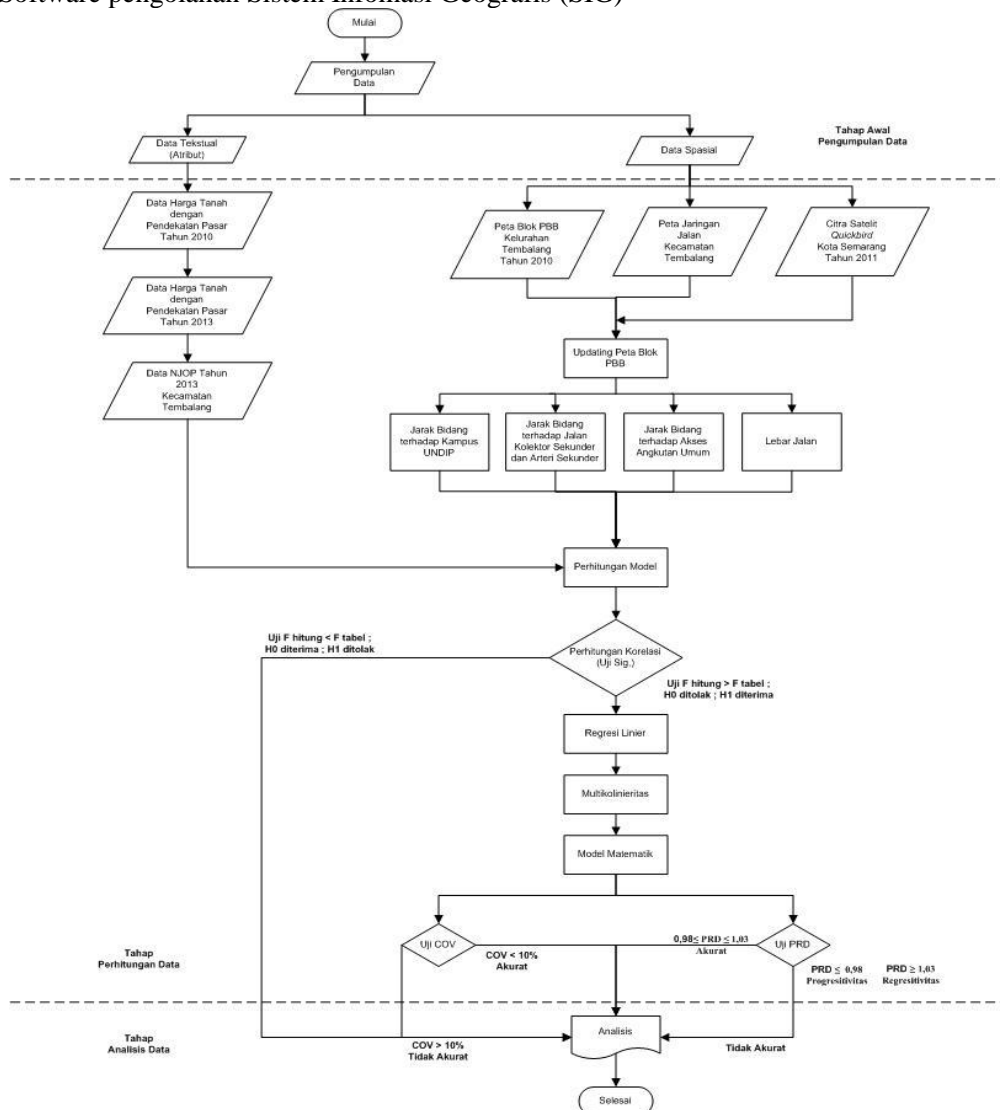 Software pengolahan Sistem Infomasi Geografis (SIG)
Mulai
Pengumpulan
Data
Tahap Awal
Pengumpulan Data
Data Tekstual
(Atribut)
Data Spasial
Data Harga Tanah
dengan
Pendekatan Pasar
Tahun 2010
Peta Blok PBB
Kelurahan
Tembalang
Tahun 2010
Peta Jaringan
Jalan
Kecamatan
Tembalang
Citra Satelit
Quickbird
Kota Semarang
Tahun 2011
Data Harga Tanah
dengan
Pendekatan Pasar
Tahun 2013
Updating Peta Blok
PBB
Data NJOP Tahun
2013
Kecamatan
Tembalang
Jarak Bidang
terhadap Kampus
UNDIP
Jarak Bidang
terhadap Jalan
Kolektor Sekunder
dan Arteri Sekunder
Jarak Bidang
terhadap Akses
Angkutan Umum
Lebar Jalan
Perhitungan Model
Uji F hitung < F tabel ;
H0 diterima ; H1 ditolak
Perhitungan Korelasi
(Uji Sig,)
Uji F hitung > F tabel ;
H0 ditolak ; H1 diterima
Regresi Linier
Multikolinieritas
Model Matematik
Uji COV
COV < 10%
Akurat
0,98≤ PRD ≤ 1,03
Akurat
Uji PRD
PRD ≤ 0,98
Progresitivitas
PRD ≥ 1,03
Regresitivitas
Tahap
Perhitungan Data
Tahap
Analisis Data
COV > 10%
Tidak Akurat
Analisis
Tidak Akurat
Selesai